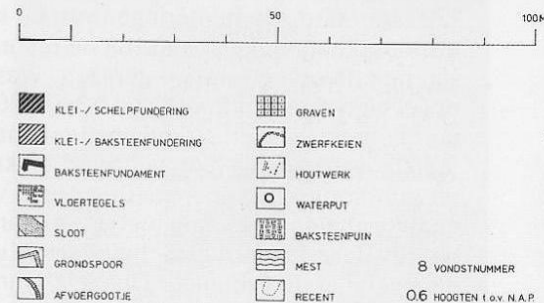 0 50 100M
KLEI-/SCHELPFUNDERING
KLEI-/BAKSTEENFUNDERING
BAKSTEENFUNDAMENT
VLOERTEGELS
SLOOT
GRONDSPOOR
AFVOERGOOTJE
GRAVEN
ZWERFKEIEN
HOUTWERK
WATERPUT
BAKSTEENPUIN
MEST
RECENT
8 VONDSTNUMMER
0.6 HOOGTEN t.o.v. N.A.P.